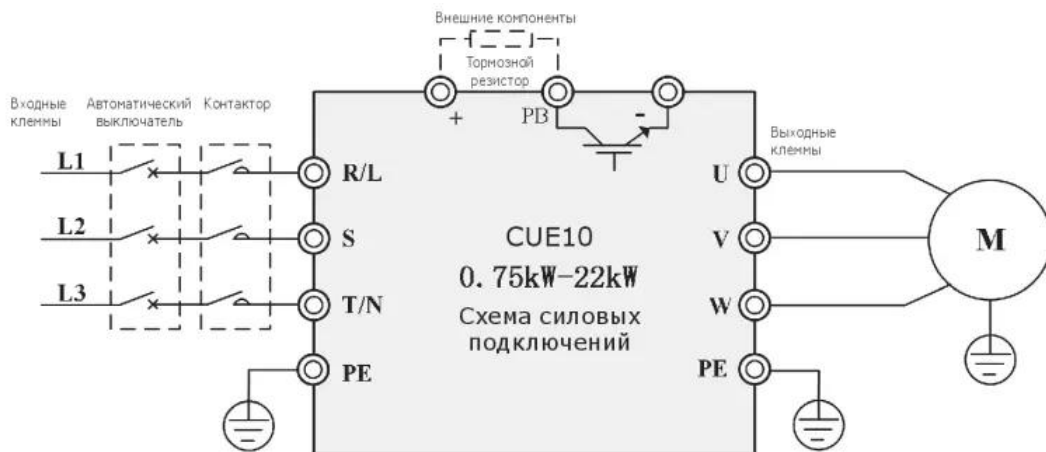 Внешние компоненты
Тормозной
резистор
+
PB
-
Входные
клеммы
Автоматический
выключатель
Контактор
Выходные
клеммы
L1
R/L
U
L2
S
V
M
L3
T/N
W
PE
PE
CUE10
0.75kW-22kW
Схема силовых
подключений